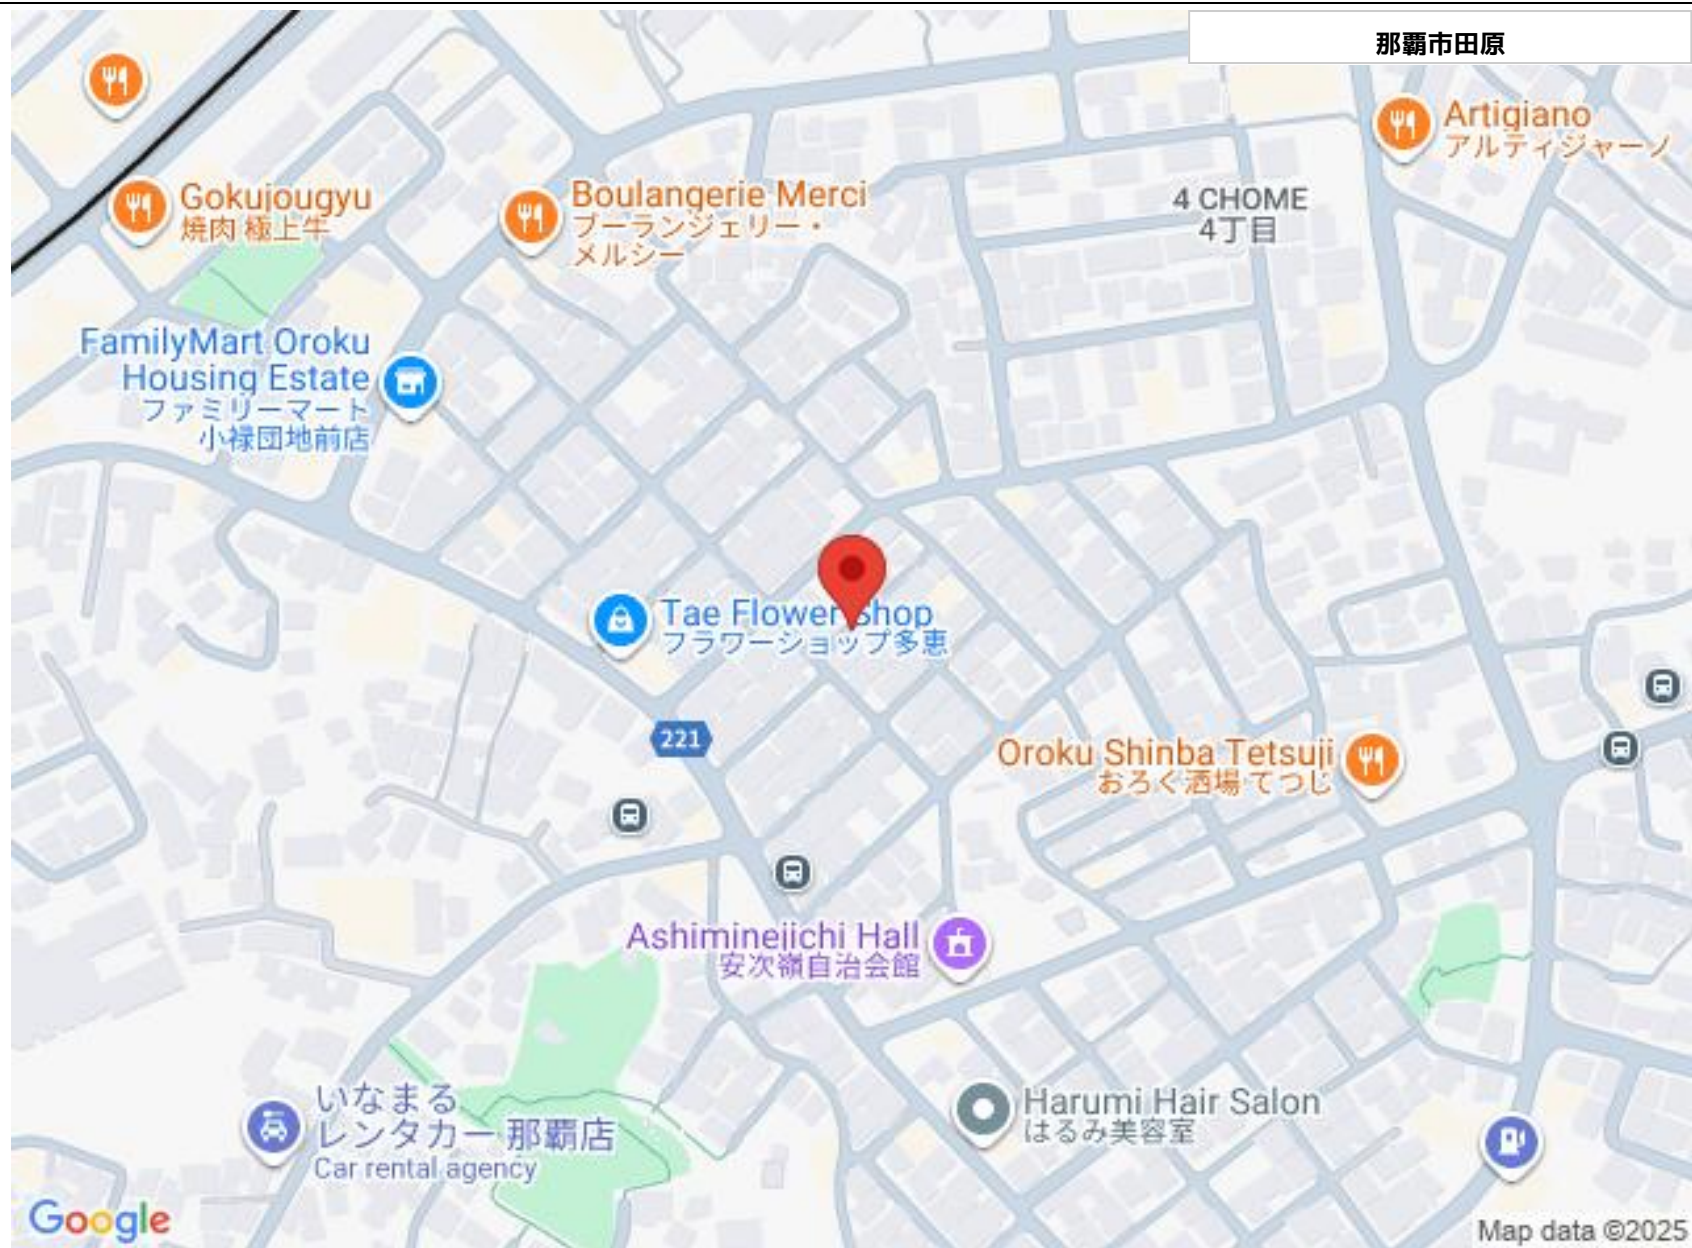 那覇市田原
Artigiano
アルティジャーノ
Gokujougyu
焼肉 極上牛
Boulangerie Merci
ブーランジェリー・
メルシー
4 CHOME
4丁目
FamilyMart Oroku
Housing Estate
ファミリーマート
小禄団地前店
Tae Flower Shop
フラワーショップ多恵
221
Oroku Shinba Tetsuji
おろく酒場 てつじ
Ashimineiichi Hall
安次嶺自治会館
いなまる
レンタカー 那覇店
Car rental agency
Harumi Hair Salon
はるみ美容室
Google
Map data ©2025